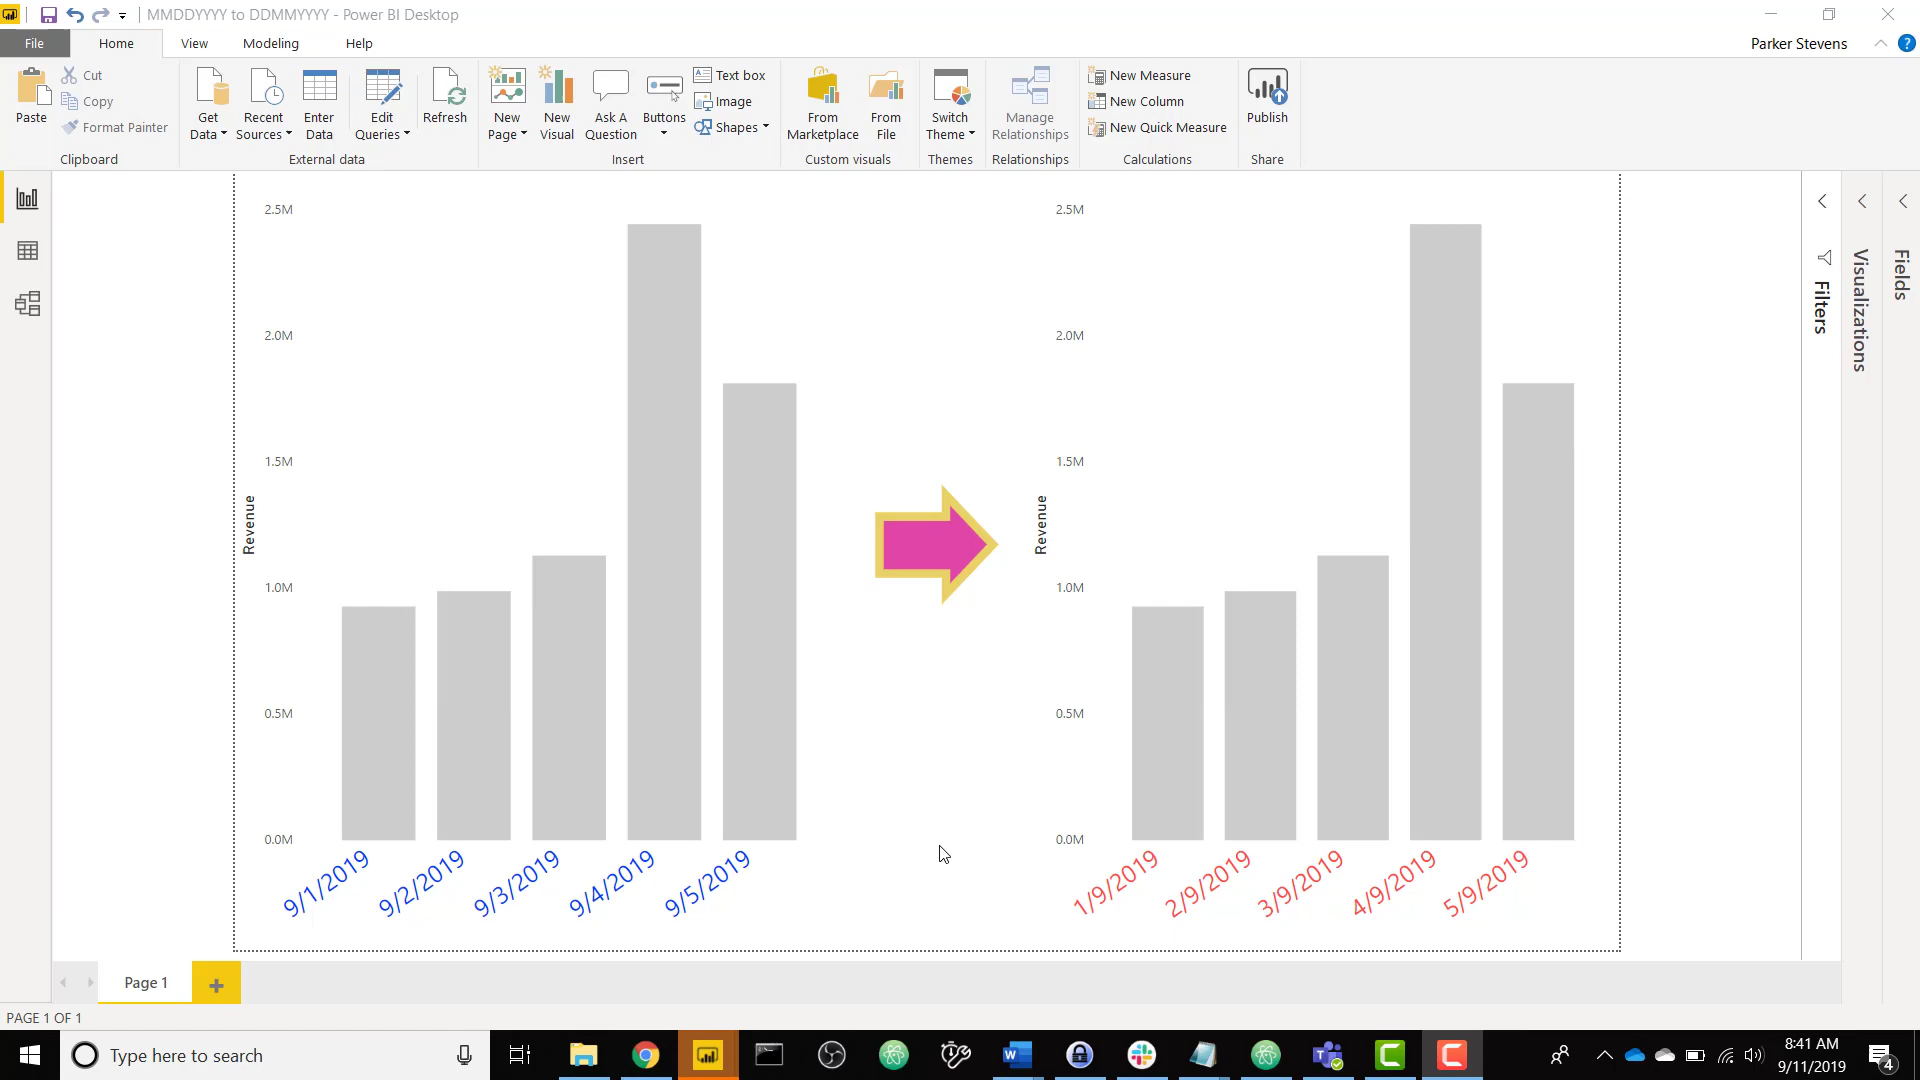 MMDDYYYY to DDMMYYYY - Power BI Desktop
File Home View Modeling Help Parker Stevens ?
Paste
Cut
Copy
Format Painter
Clipboard
Get Data
Recent Sources
Enter Data
Edit Queries
Refresh
External data
New Page
New Visual
Ask A Question
Buttons
Text box
Image
Shapes
Insert
From Marketplace
From File
Custom visuals
Switch Theme
Themes
Manage Relationships
Relationships
New Measure
New Column
New Quick Measure
Calculations
Publish
Share
2.5M
2.0M
1.5M
1.0M
0.5M
0.0M
Revenue
9/1/2019 9/2/2019 9/3/2019 9/4/2019 9/5/2019
2.5M
2.0M
1.5M
1.0M
0.5M
0.0M
Revenue
1/9/2019 2/9/2019 3/9/2019 4/9/2019 5/9/2019
Filters
Visualizations
Fields
Page 1
PAGE 1 OF 1
Type here to search
8:41 AM
9/11/2019
4